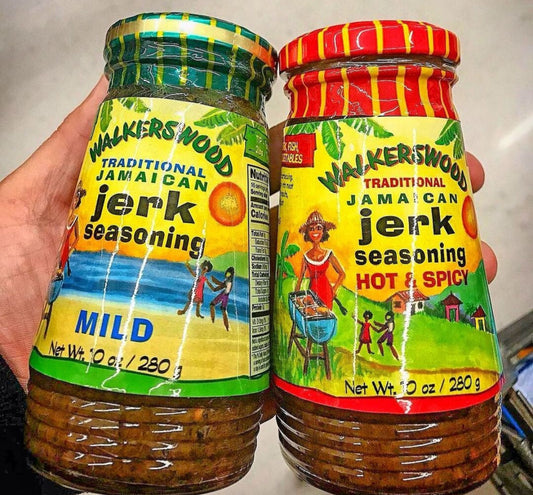 WALKERSWOOD
TRADITIONAL
JAMAICAN
jerk
seasoning
MILD
Net Wt. 10 oz / 280 g
WALKERSWOOD
TRADITIONAL
JAMAICAN
jerk
SEASONING
HOT & SPICY
Net Wt. 10 oz / 280 g